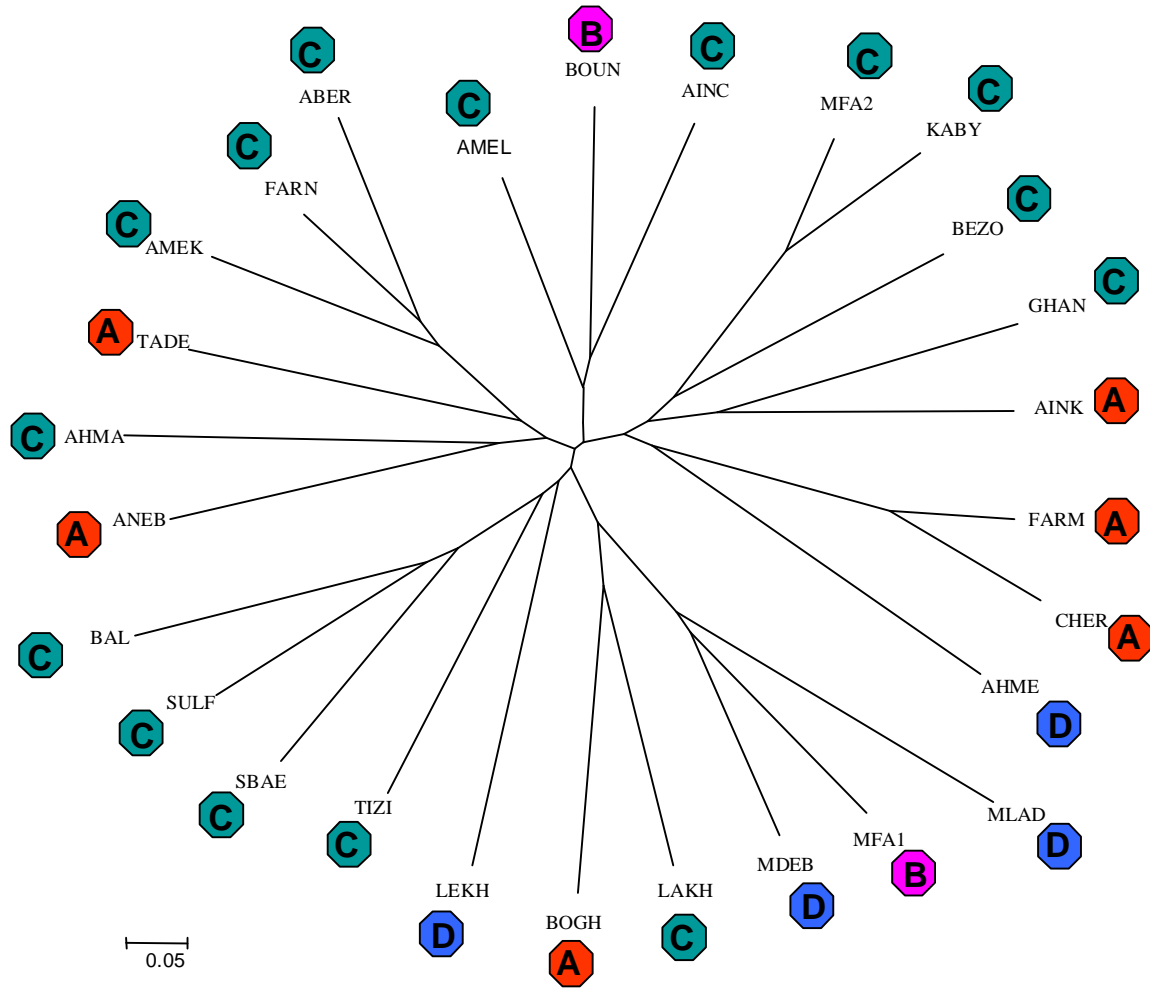 B
BOUN
C
AINC
C
MFA2
C
KABY
C
BEZO
C
GHAN
A
AINK
A
FARM
A
CHER
D
AHME
D
MLAD
B
MFA1
D
MDEB
C
LAKH
A
BOGH
D
LEKH
C
TIZI
C
SBAE
C
SULF
C
BAL
A
ANEB
C
AHMA
A
TADE
C
AMEK
C
FARN
C
ABER
C
AMEL
0.05